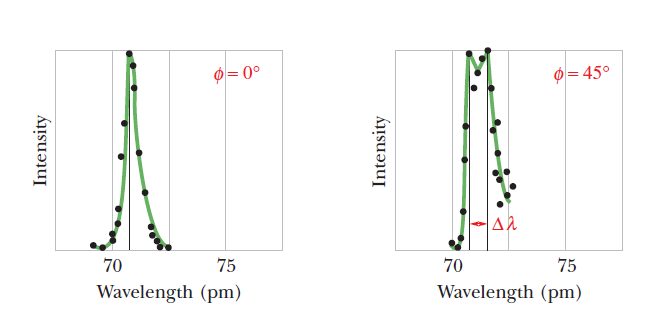 Intensity
ϕ = 0°
70
75
Wavelength (pm)
Intensity
ϕ = 45°
Δλ
70
75
Wavelength (pm)